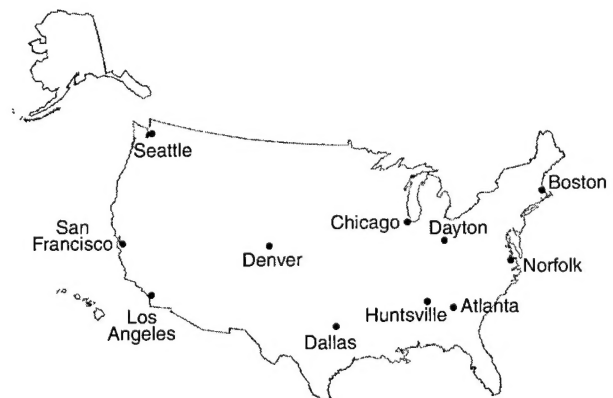 Seattle
Boston
Chicago
Dayton
San
Francisco
Denver
Norfolk
Los
Angeles
Huntsville
Atlanta
Dallas